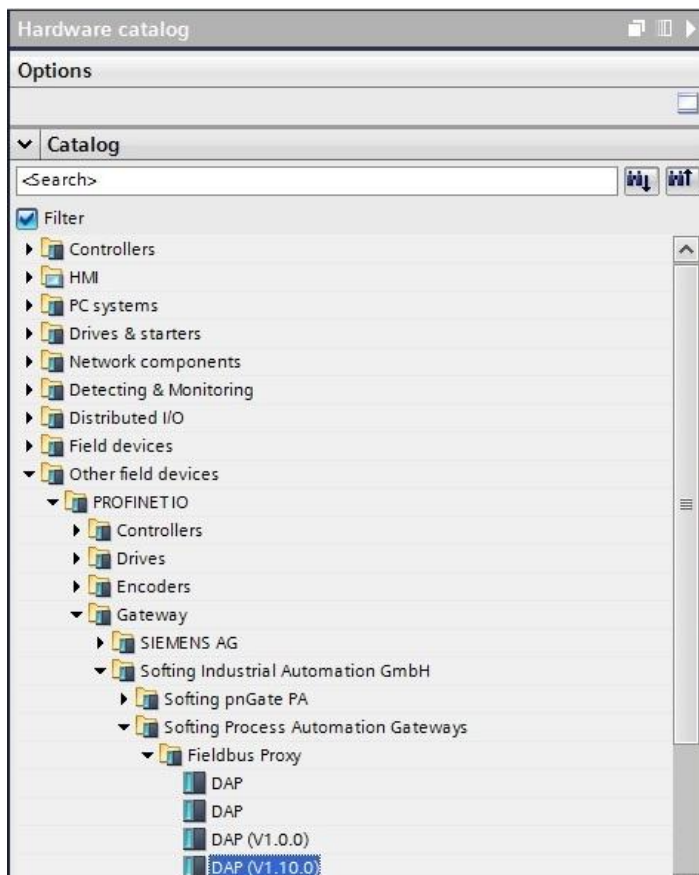 Hardware catalog
Options
Catalog
<Search>
Filter
Controllers
HMI
PC systems
Drives & starters
Network components
Detecting & Monitoring
Distributed I/O
Field devices
Other field devices
PROFINET IO
Controllers
Drives
Encoders
Gateway
SIEMENS AG
Softing Industrial Automation GmbH
Softing pnGate PA
Softing Process Automation Gateways
Fieldbus Proxy
DAP
DAP
DAP (V1.0.0)
DAP (V1.10.0)